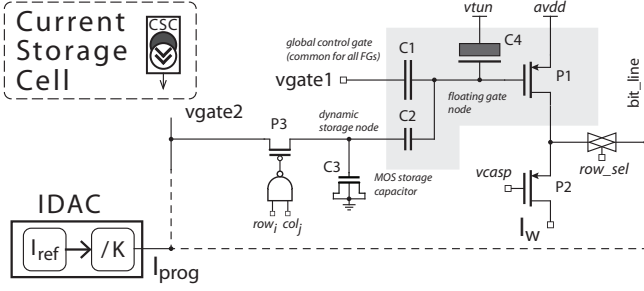 Current
Storage
Cell
CSC
vtun
avdd
global control gate
(common for all FGs)
C1
C4
vgate1
P1
bit_line
floating gate
node
vgate2
dynamic
storage node
C2
P3
C3
MOS storage
capacitor
vcasp
P2
row_sel
row_i col_j
I_w
IDAC
I_ref
/ K
I_prog